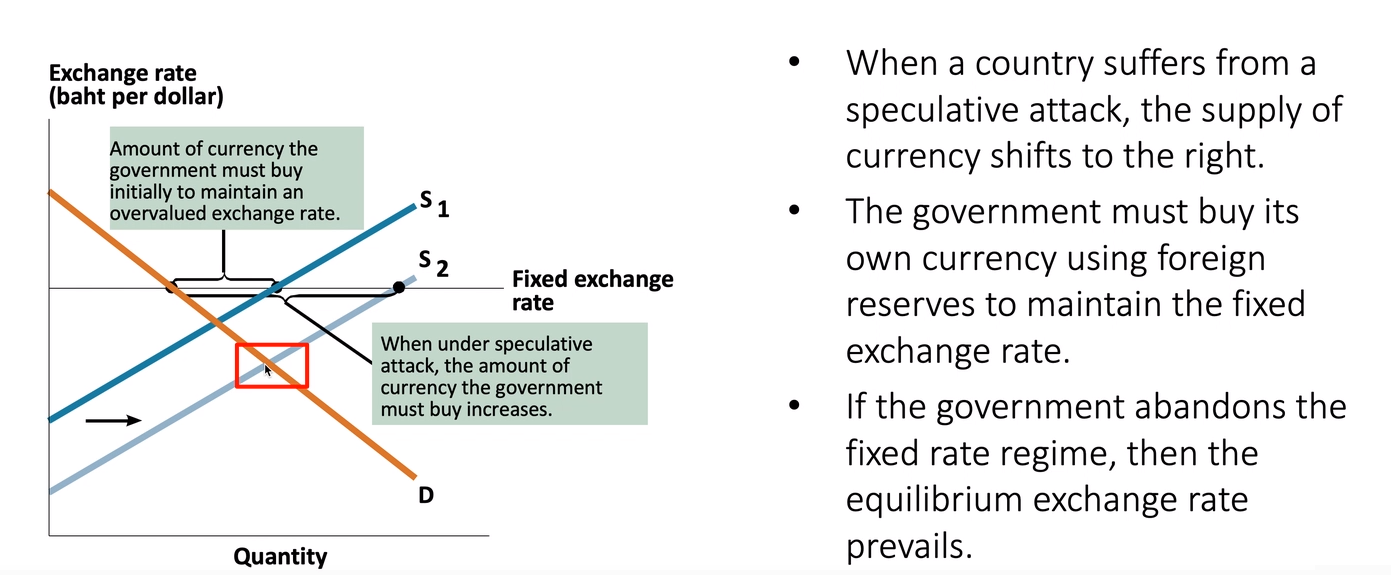 Exchange rate
(baht per dollar)
Amount of currency the
government must buy
initially to maintain an
overvalued exchange rate.
S 1
S 2
Fixed exchange
rate
When under speculative
attack, the amount of
currency the government
must buy increases.
D
Quantity
• When a country suffers from a
speculative attack, the supply of
currency shifts to the right.
• The government must buy its
own currency using foreign
reserves to maintain the fixed
exchange rate.
• If the government abandons the
fixed rate regime, then the
equilibrium exchange rate
prevails.